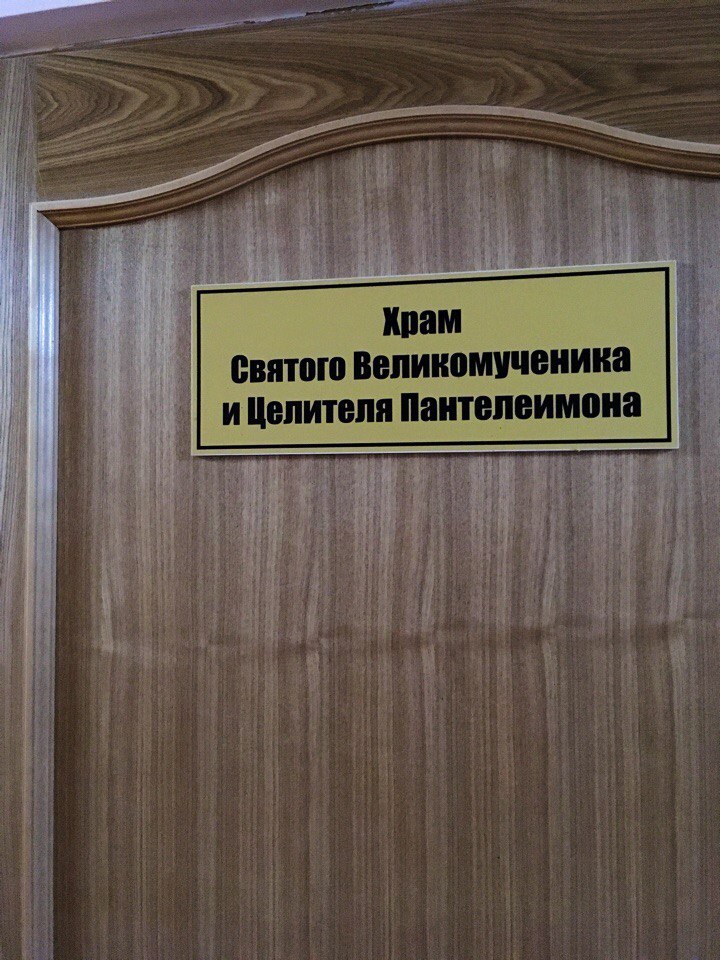 Храм
Святого Великомученика
и Целителя Пантелеимона